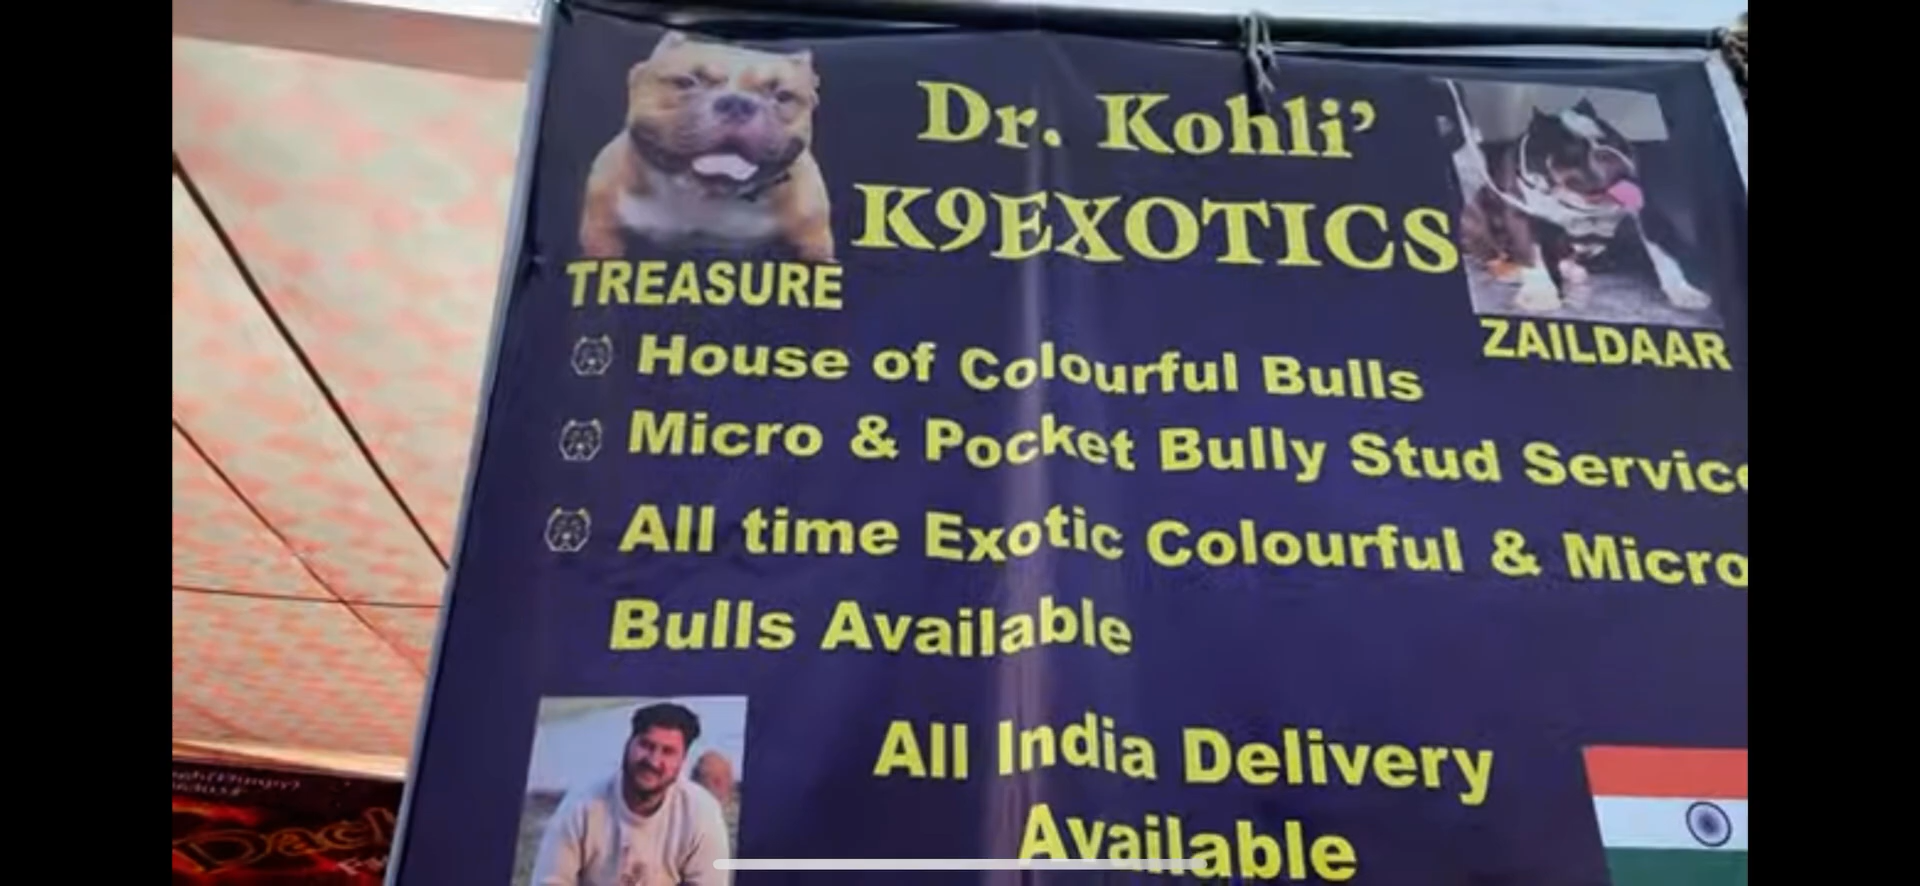 Dr. Kohli’
K9EXOTICS
TREASURE
ZAILDAAR
House of Colourful Bulls
Micro & Pocket Bully Stud Servic
All time Exotic Colourful & Micro
Bulls Available
All India Delivery
Available